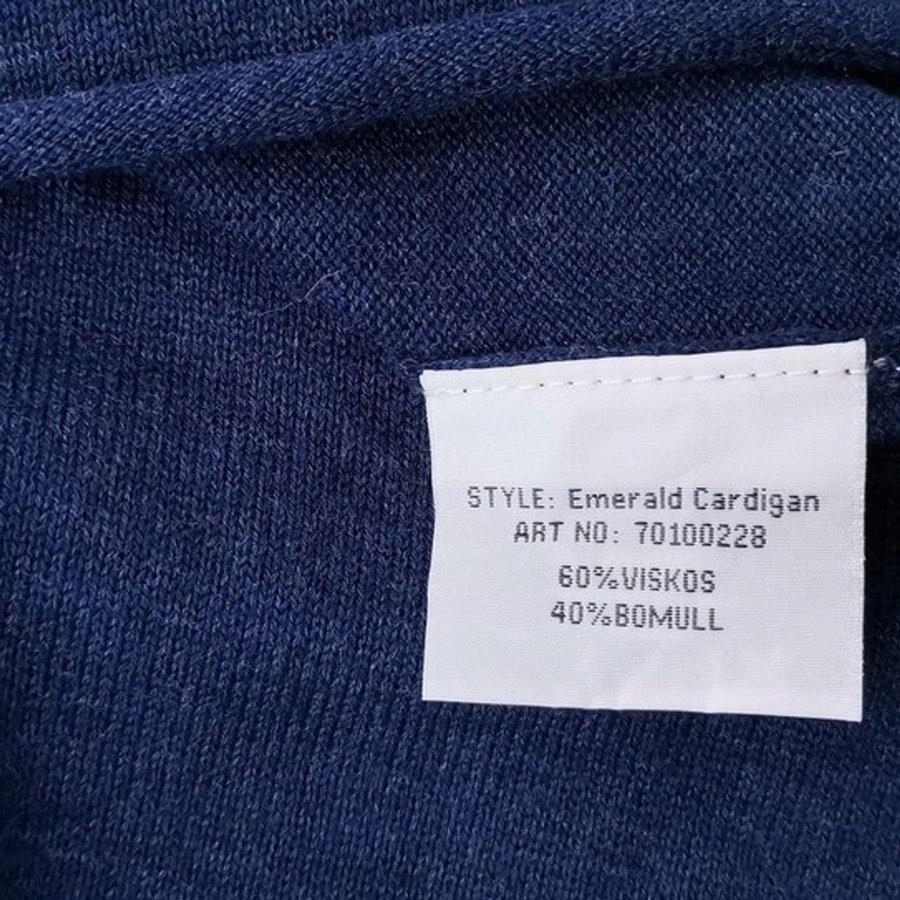 STYLE: Emerald Cardigan
ART NO: 70100228
60%VISKOS
40%BOMULL